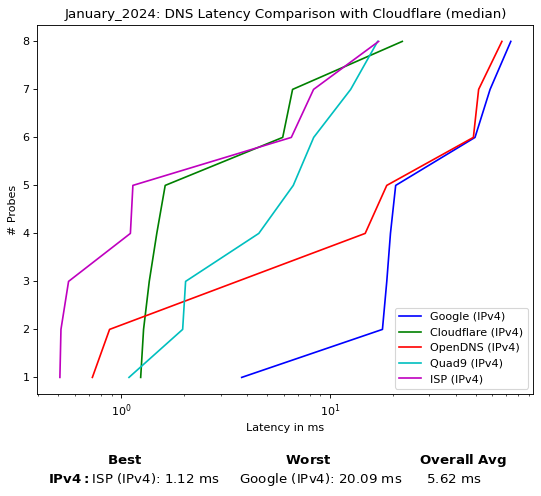 January_2024: DNS Latency Comparison with Cloudflare (median)
8
7
6
5
4
3
2
1
# Probes
Google (IPv4)
Cloudflare (IPv4)
OpenDNS (IPv4)
Quad9 (IPv4)
ISP (IPv4)
10⁰ 10¹
Latency in ms
Best Worst Overall Avg
IPv4: ISP (IPv4): 1.12 ms Google (IPv4): 20.09 ms 5.62 ms